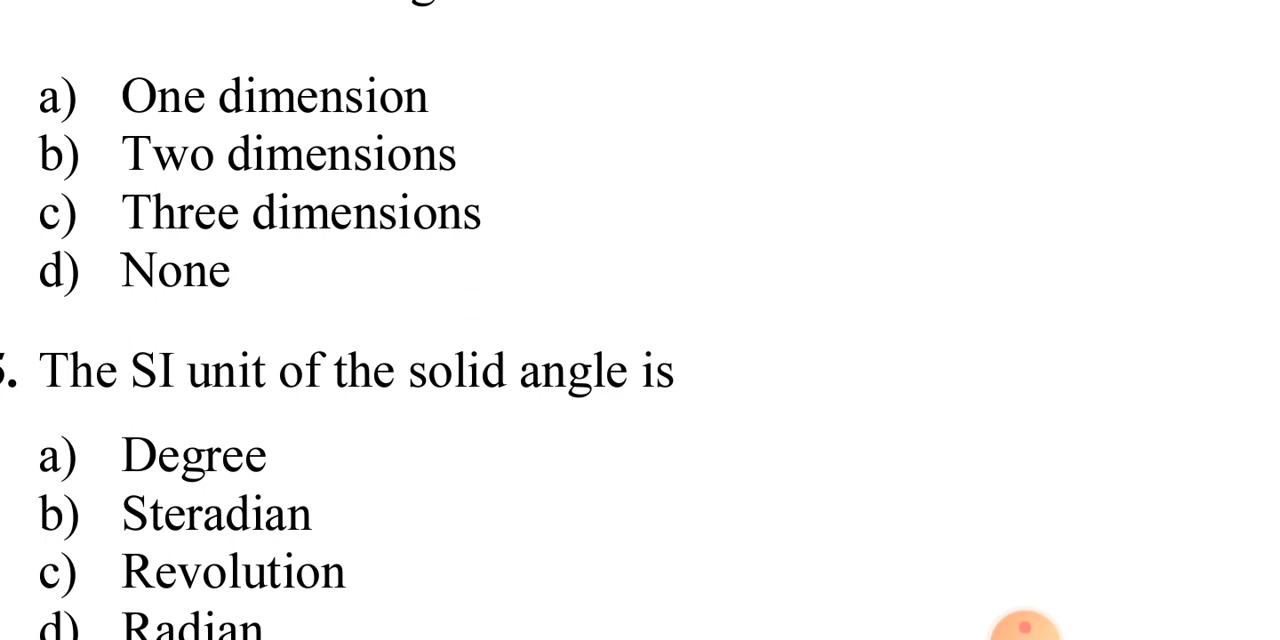 a) One dimension
b) Two dimensions
c) Three dimensions
d) None
. The SI unit of the solid angle is
a) Degree
b) Steradian
c) Revolution
d) Radian